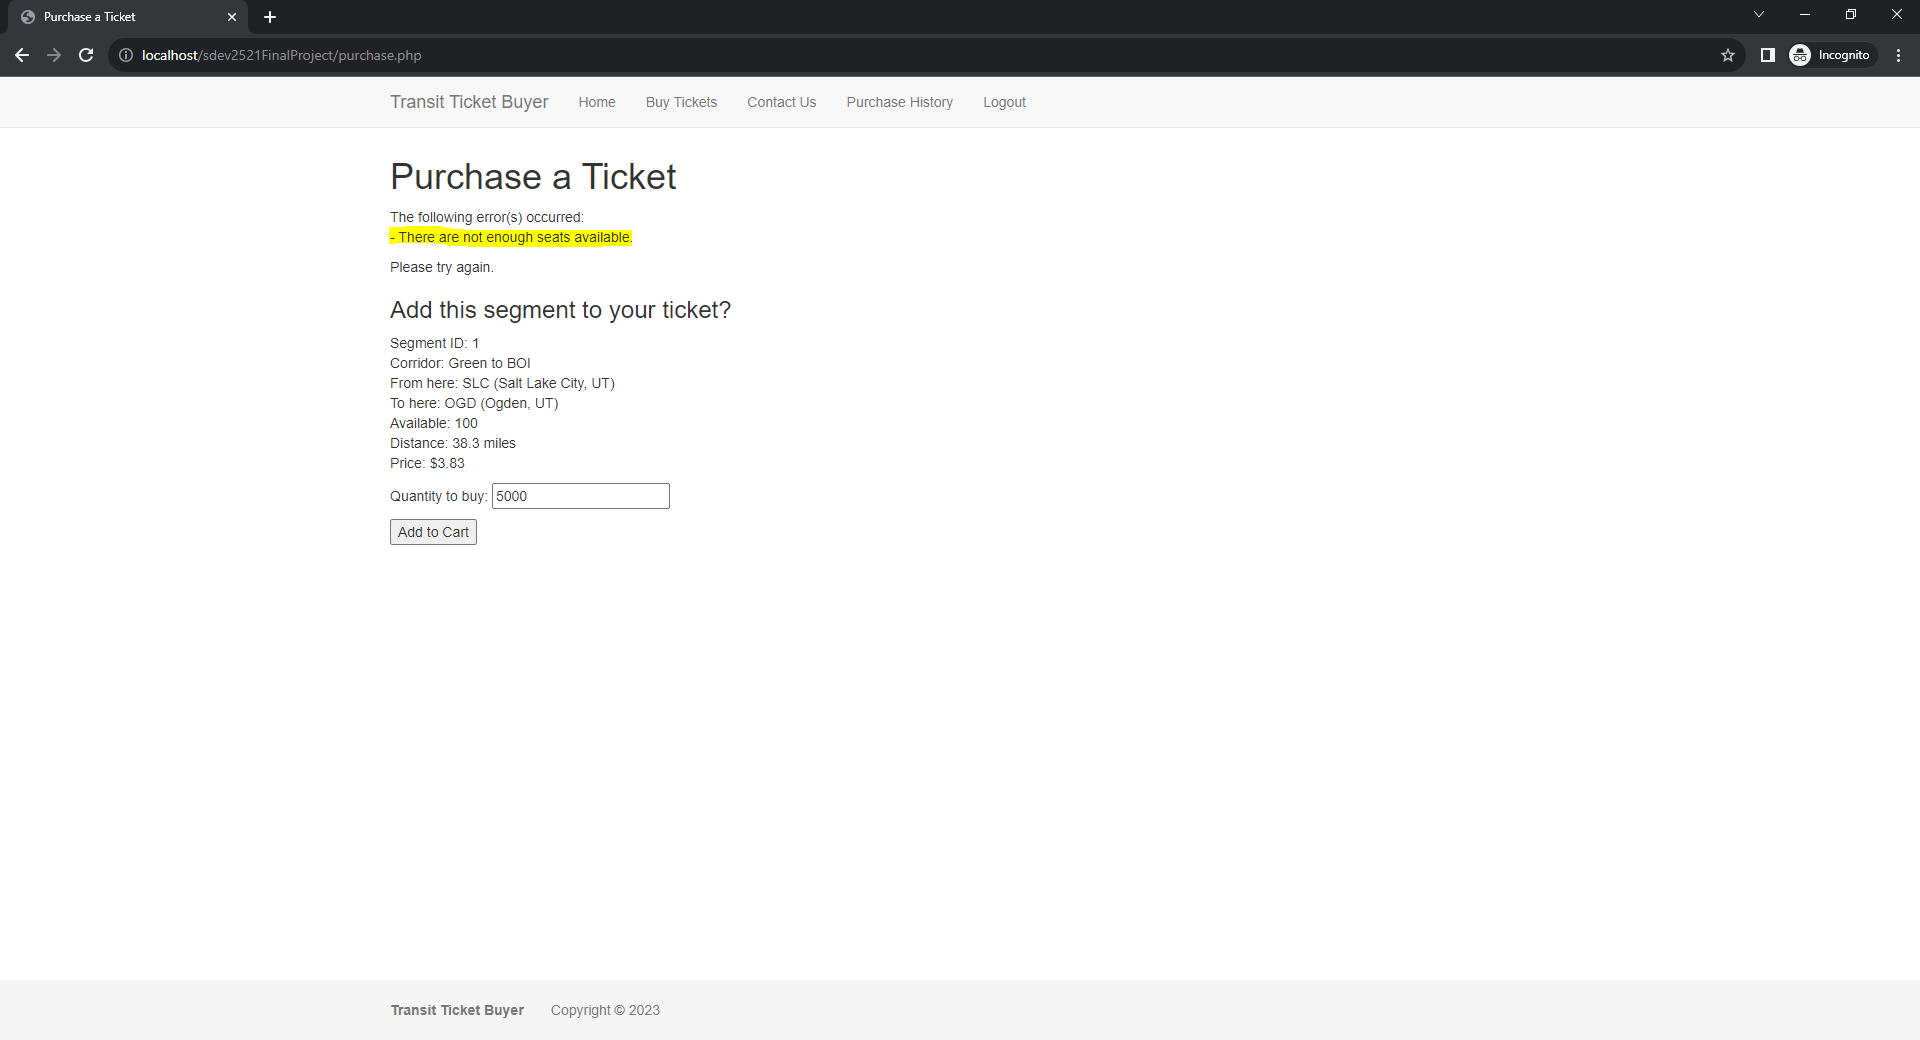 Purchase a Ticket
localhost/sdev2521FinalProject/purchase.php
Incognito
Transit Ticket Buyer Home Buy Tickets Contact Us Purchase History Logout
Purchase a Ticket
The following error(s) occurred:
- There are not enough seats available.
Please try again.
Add this segment to your ticket?
Segment ID: 1
Corridor: Green to BOI
From here: SLC (Salt Lake City, UT)
To here: OGD (Ogden, UT)
Available: 100
Distance: 38.3 miles
Price: $3.83
Quantity to buy: 5000
Add to Cart
Transit Ticket Buyer Copyright © 2023